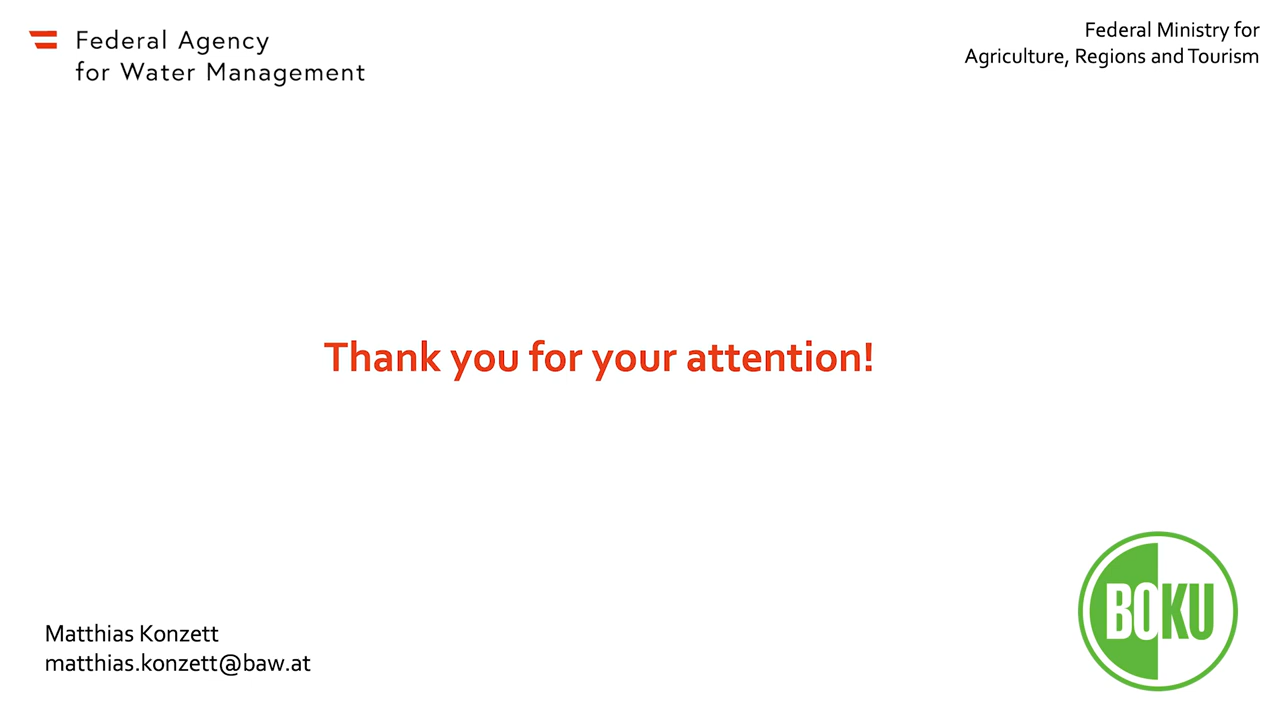 Federal Agency
for Water Management
Federal Ministry for
Agriculture, Regions and Tourism
Thank you for your attention!
Matthias Konzett
matthias.konzett@baw.at
BOKU